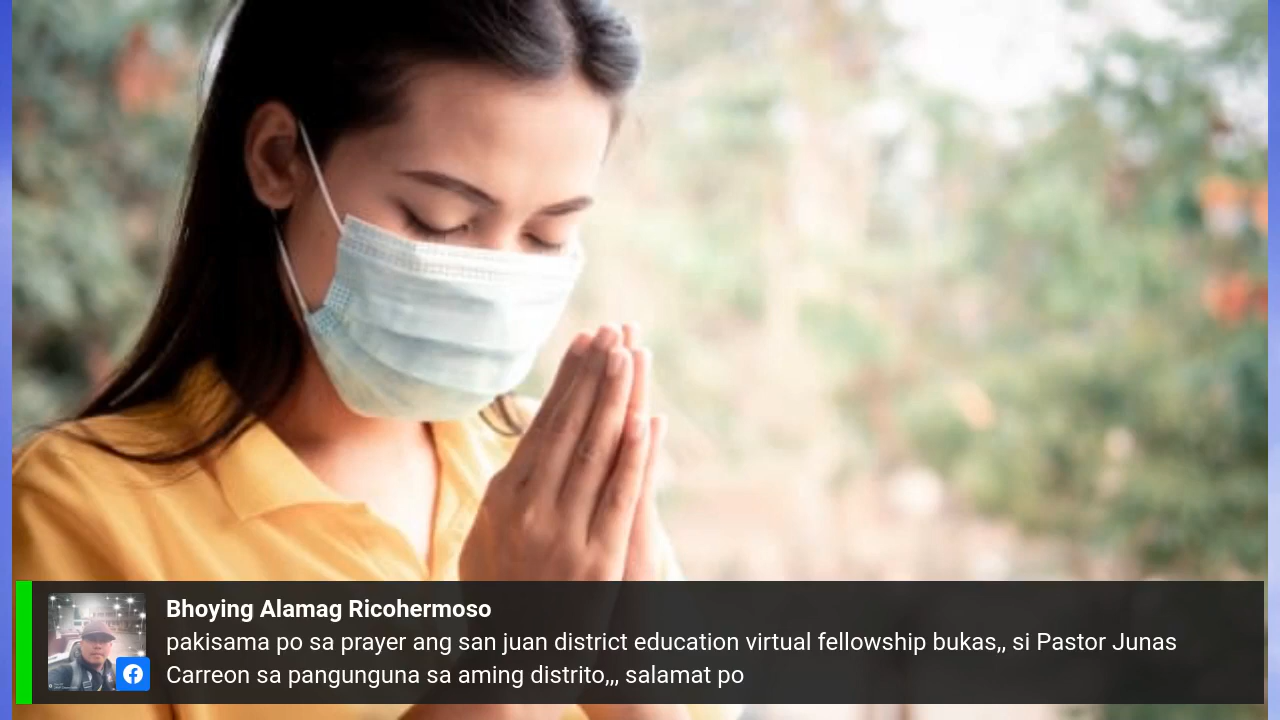 Bhoying Alamag Ricohermoso
pakisama po sa prayer ang san juan district education virtual fellowship bukas,, si Pastor Junas
Carreon sa pangunguna sa aming distrito,,, salamat po